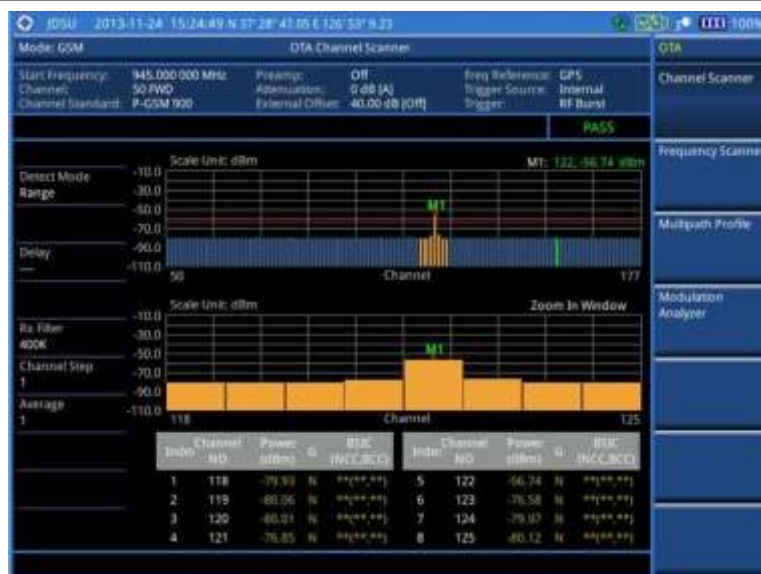 JDSU 2013-11-24 15:24:49 N 37° 28' 47.05 E 126° 53' 9.23 100%
Mode: GSM OTA Channel Scanner OTA
Start Frequency: 945.000 000 MHz Preamp: Off Freq Reference: GPS
Channel: 50 FWD Attenuation: 0 dB [A] Trigger Source: Internal
Channel Standard: P-GSM 900 External Offset: 40.00 dB [Off] Trigger: RF Burst
PASS
Channel Scanner
Frequency Scanner
Multipath Profile
Modulation
Analyzer
Detect Mode
Range
Delay
—
Rx Filter
400K
Channel Step
1
Average
1
Scale Unit: dBm M1: 122, -56.74 dBm
-10.0
-30.0
-50.0
-70.0
-90.0
-110.0
M1
50 Channel 177
Scale Unit: dBm Zoom In Window
-10.0
-30.0
-50.0
-70.0
-90.0
-110.0
M1
118 Channel 125
Index Channel NO Power (dBm) G BSIC (NCC,BCC) Index Channel NO Power (dBm) G BSIC (NCC,BCC)
1 118 -79.93 N **(**,**) 5 122 -56.74 N **(**,**)
2 119 -80.06 N **(**,**) 6 123 -76.58 N **(**,**)
3 120 -80.01 N **(**,**) 7 124 -79.97 N **(**,**)
4 121 -76.85 N **(**,**) 8 125 -80.12 N **(**,**)